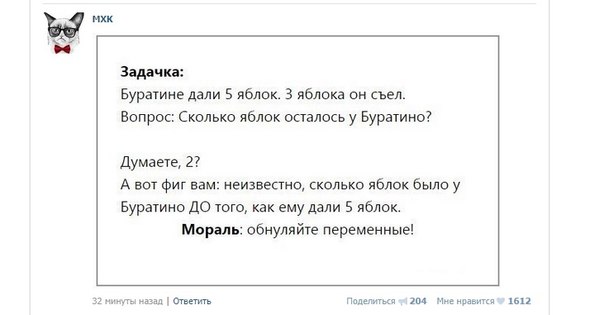 МХК
Задачка:
Буратине дали 5 яблок. 3 яблока он съел.
Вопрос: Сколько яблок осталось у Буратино?
Думаете, 2?
А вот фиг вам: неизвестно, сколько яблок было у
Буратино ДО того, как ему дали 5 яблок.
Мораль: обнуляйте переменные!
32 минуты назад | Ответить Поделиться 204 Мне нравится 1612